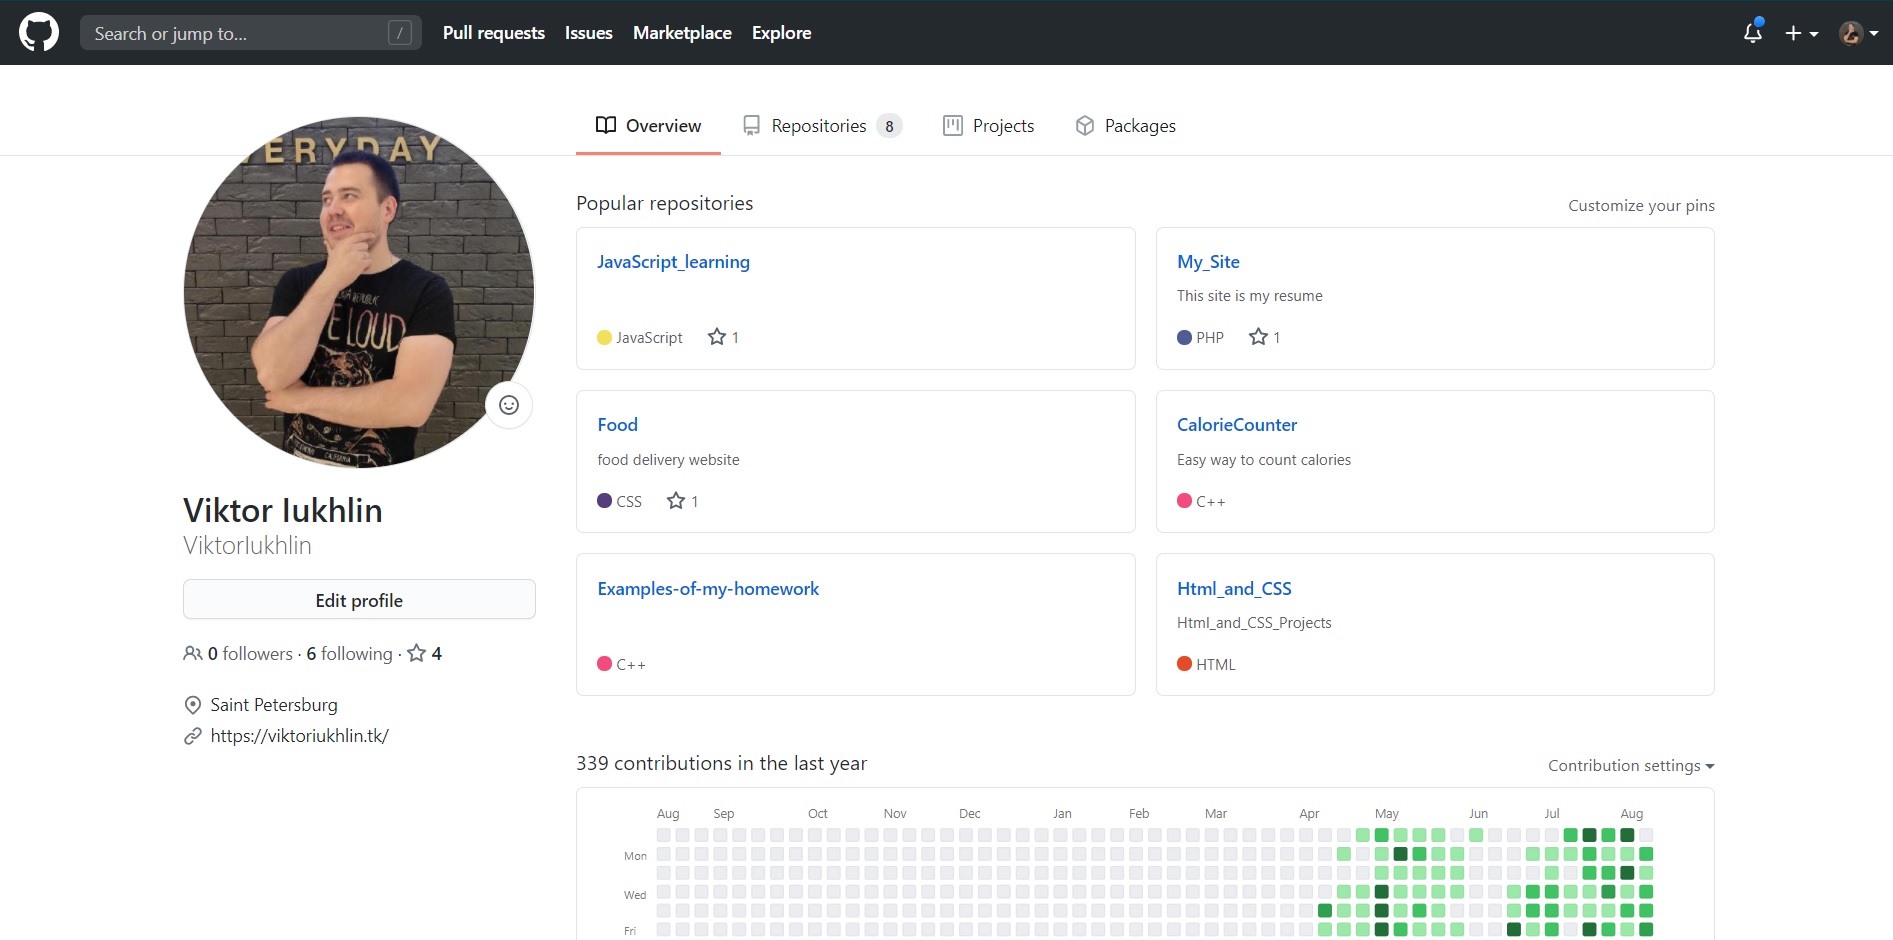 Search or jump to...
/
Pull requests
Issues
Marketplace
Explore
Overview
Repositories 8
Projects
Packages
VERYDAY
E LOUD
Viktor Iukhlin
ViktorIukhlin
Edit profile
0 followers · 6 following · 4
Saint Petersburg
https://viktoriukhlin.tk/
Popular repositories
Customize your pins
JavaScript_learning
JavaScript 1
My_Site
This site is my resume
PHP 1
Food
food delivery website
CSS 1
CalorieCounter
Easy way to count calories
C++
Examples-of-my-homework
C++
Html_and_CSS
Html_and_CSS_Projects
HTML
339 contributions in the last year
Contribution settings
Aug Sep Oct Nov Dec Jan Feb Mar Apr May Jun Jul Aug
Mon
Wed
Fri